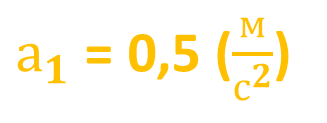 a₁ = 0,5 (м/с²)